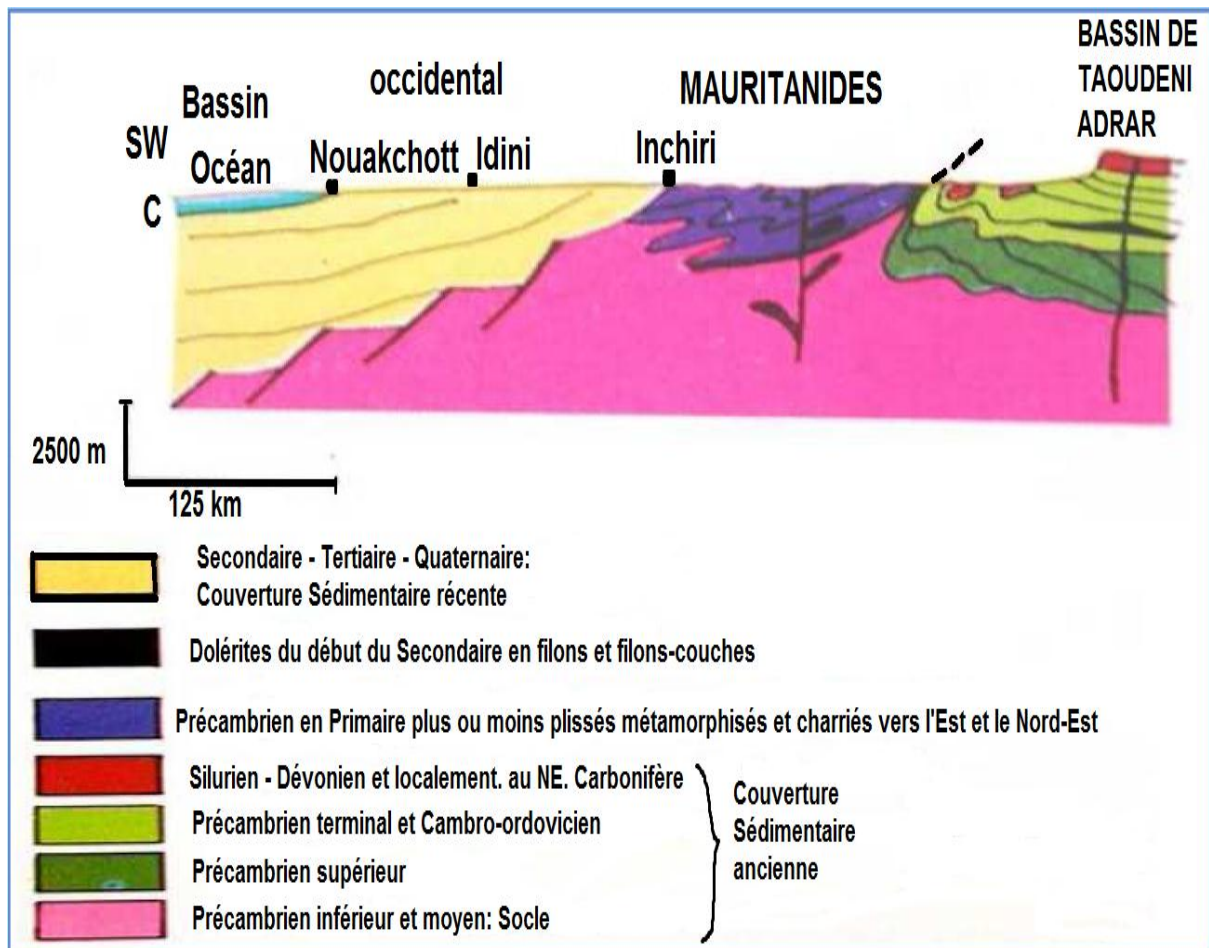 BASSIN DE
TAOUDENI
ADRAR
occidental
MAURITANIDES
Bassin
SW
Océan
Nouakchott
Idini
Inchiri
C
2500 m
125 km
Secondaire - Tertiaire - Quaternaire:
Couverture Sédimentaire récente
Dolérites du début du Secondaire en filons et filons-couches
Précambrien en Primaire plus ou moins plissés métamorphisés et charriés vers l'Est et le Nord-Est
Silurien - Dévonien et localement. au NE. Carbonifère
Précambrien terminal et Cambro-ordovicien
Précambrien supérieur
Précambrien inférieur et moyen: Socle
Couverture
Sédimentaire
ancienne